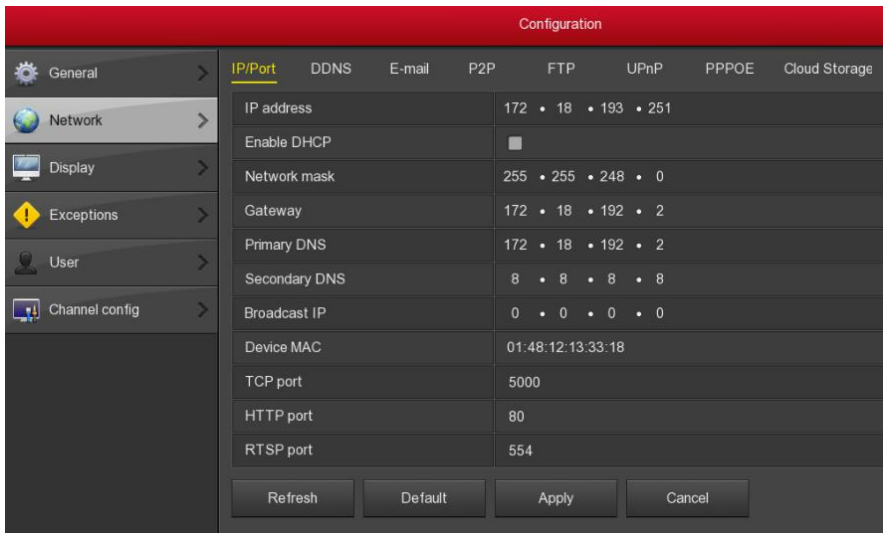 Configuration
General
Network
Display
Exceptions
User
Channel config
IP/Port DDNS E-mail P2P FTP UPnP PPPOE Cloud Storage
IP address 172 • 18 • 193 • 251
Enable DHCP
Network mask 255 • 255 • 248 • 0
Gateway 172 • 18 • 192 • 2
Primary DNS 172 • 18 • 192 • 2
Secondary DNS 8 • 8 • 8 • 8
Broadcast IP 0 • 0 • 0 • 0
Device MAC 01:48:12:13:33:18
TCP port 5000
HTTP port 80
RTSP port 554
Refresh Default Apply Cancel